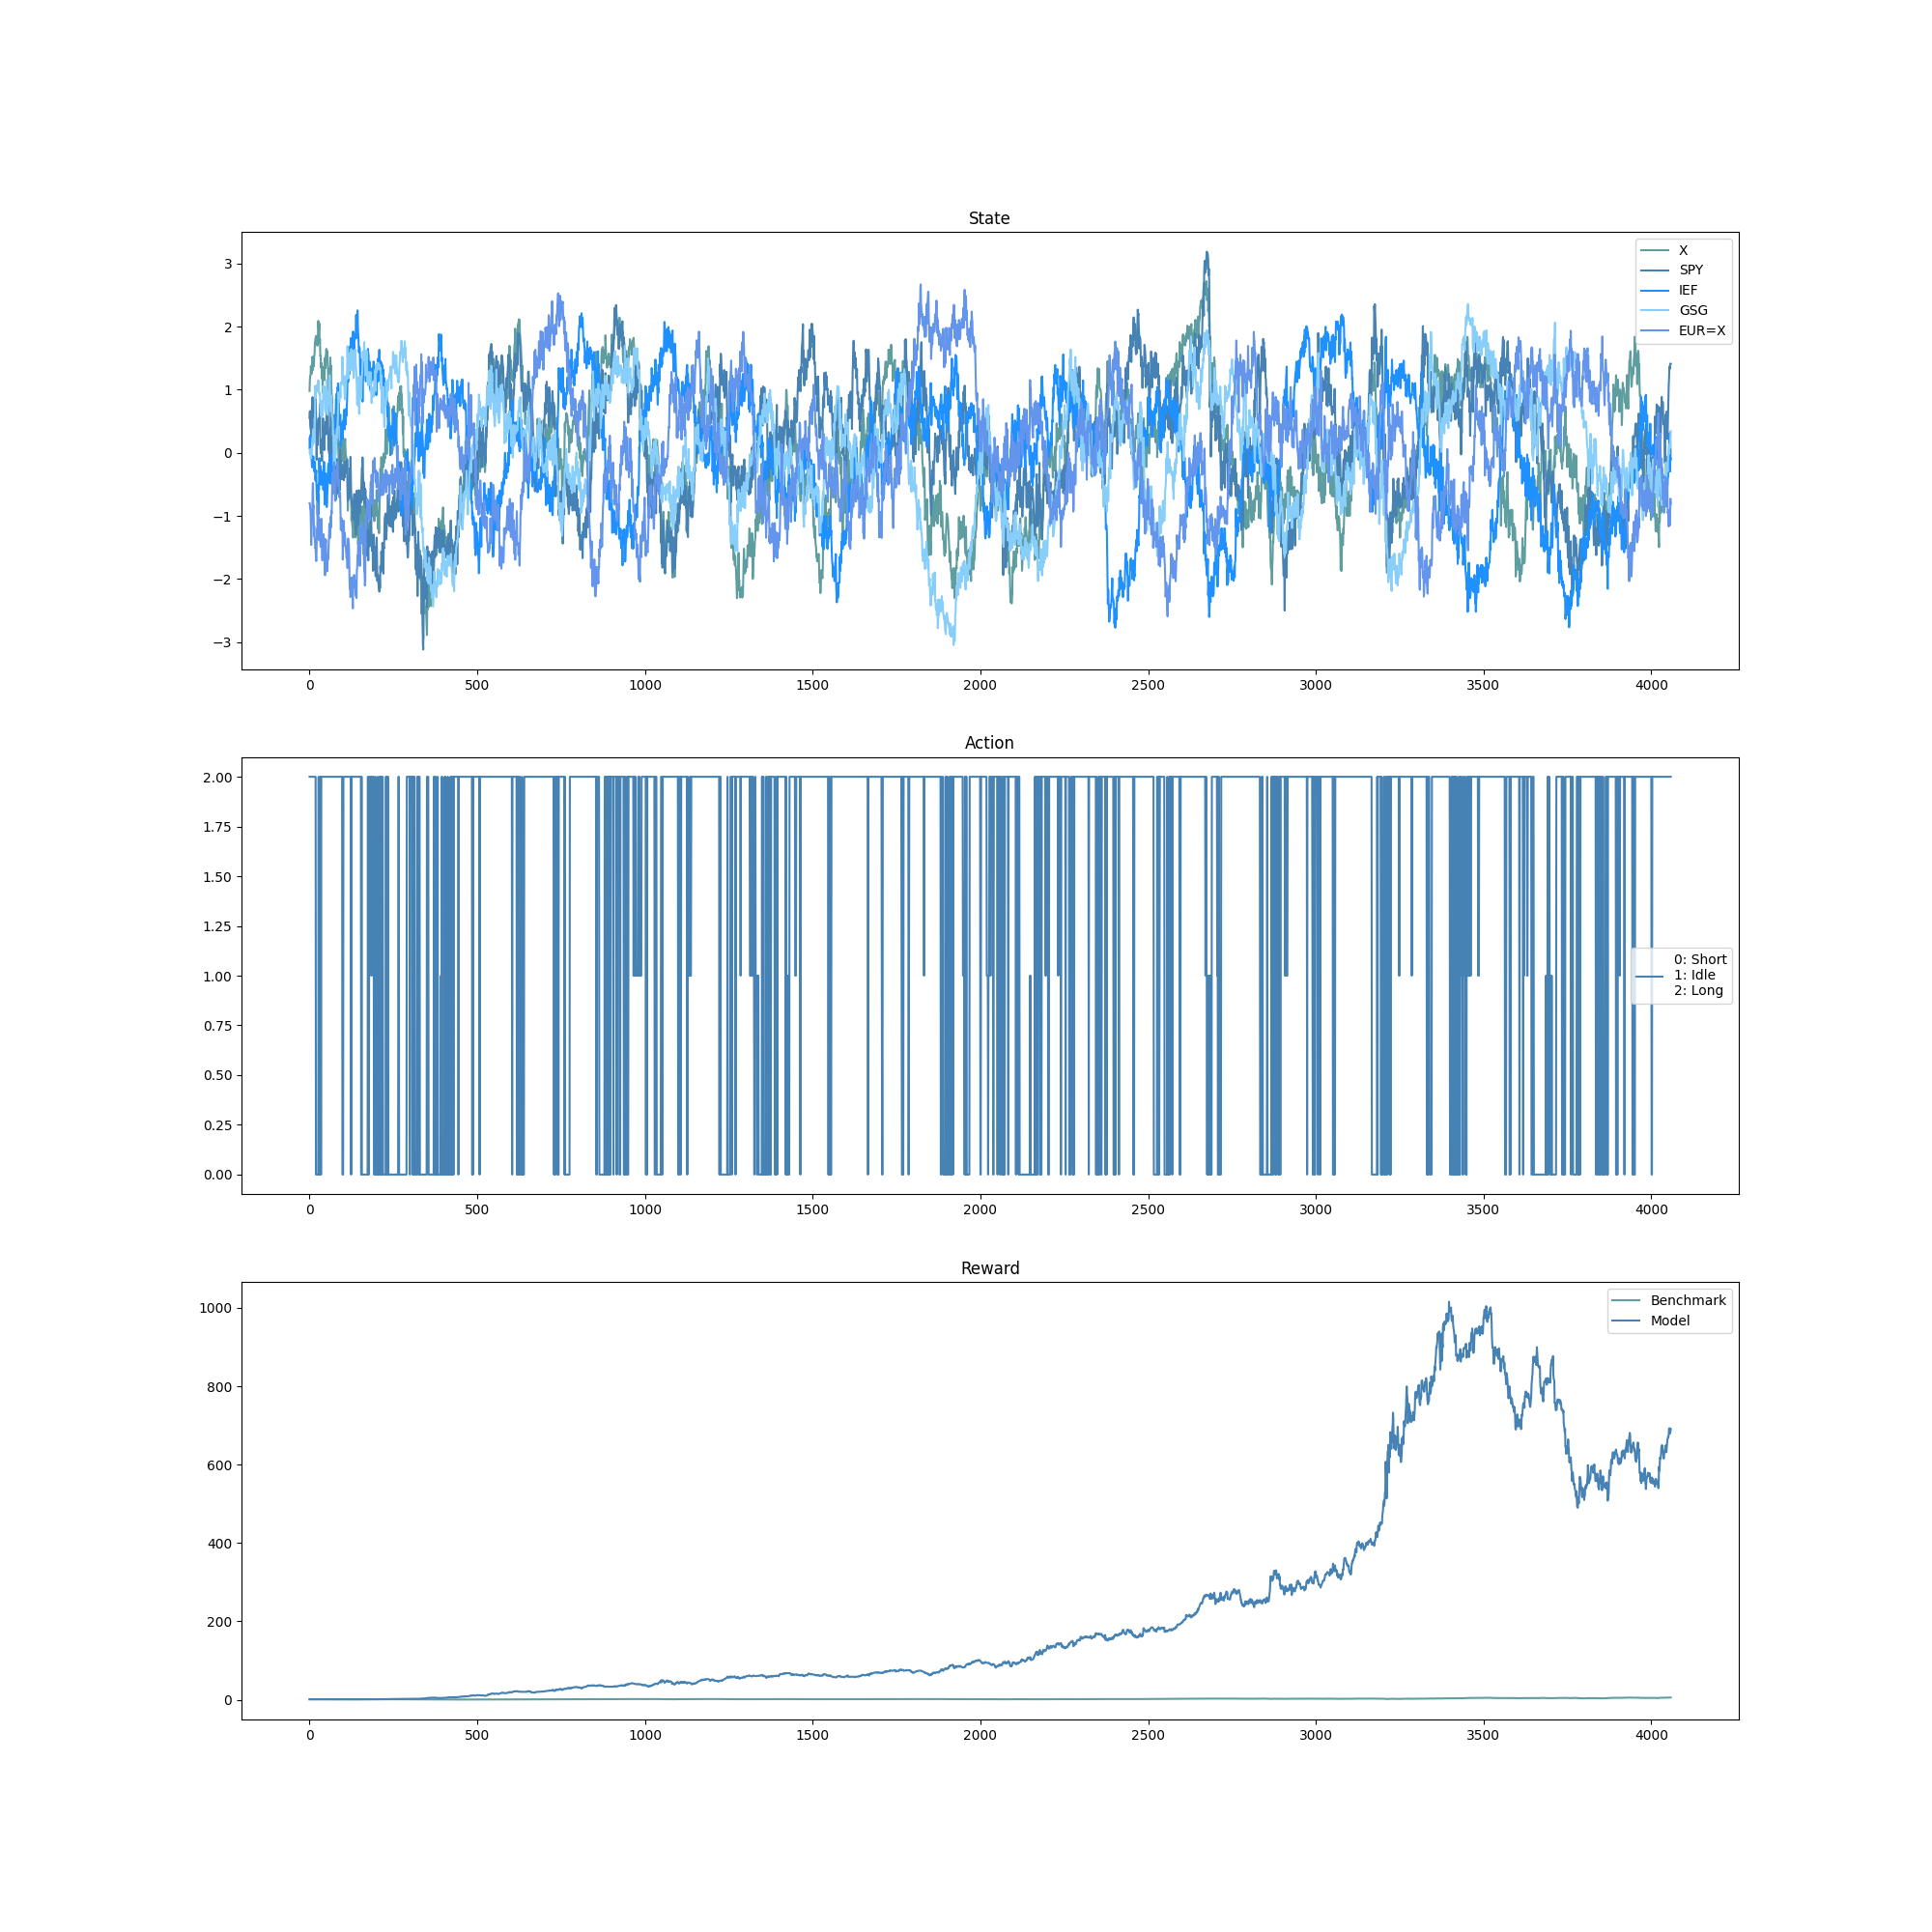 State
3
2
1
0
−1
−2
−3
X
SPY
IEF
GSG
EUR=X
0 500 1000 1500 2000 2500 3000 3500 4000
Action
2.00
1.75
1.50
1.25
1.00
0.75
0.50
0.25
0.00
0: Short
1: Idle
2: Long
0 500 1000 1500 2000 2500 3000 3500 4000
Reward
1000
800
600
400
200
0
Benchmark
Model
0 500 1000 1500 2000 2500 3000 3500 4000